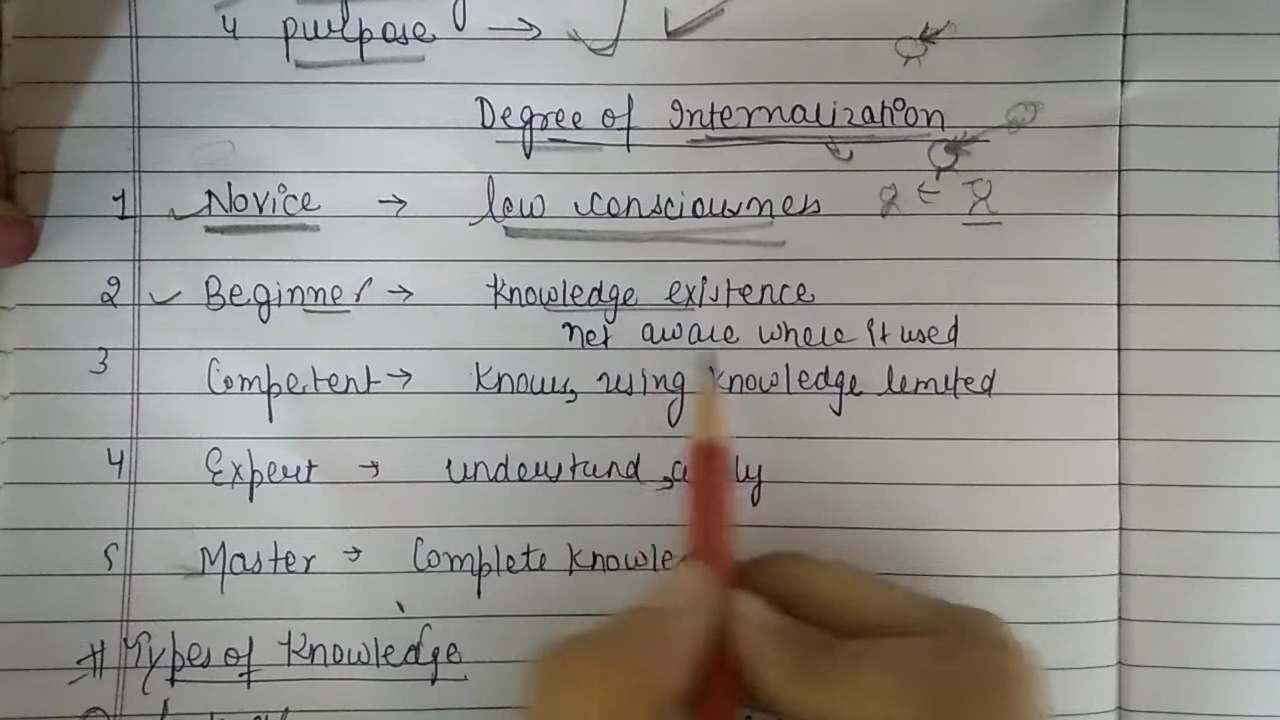 4 purpose →
Degree of Internalization
1 Novice → low consciousness
2 Beginner → Knowledge existence
not aware where it used
3 Competent → Knows, using knowledge limited
4 Expert → understand,
5 Master → Complete
# Types of Knowledge